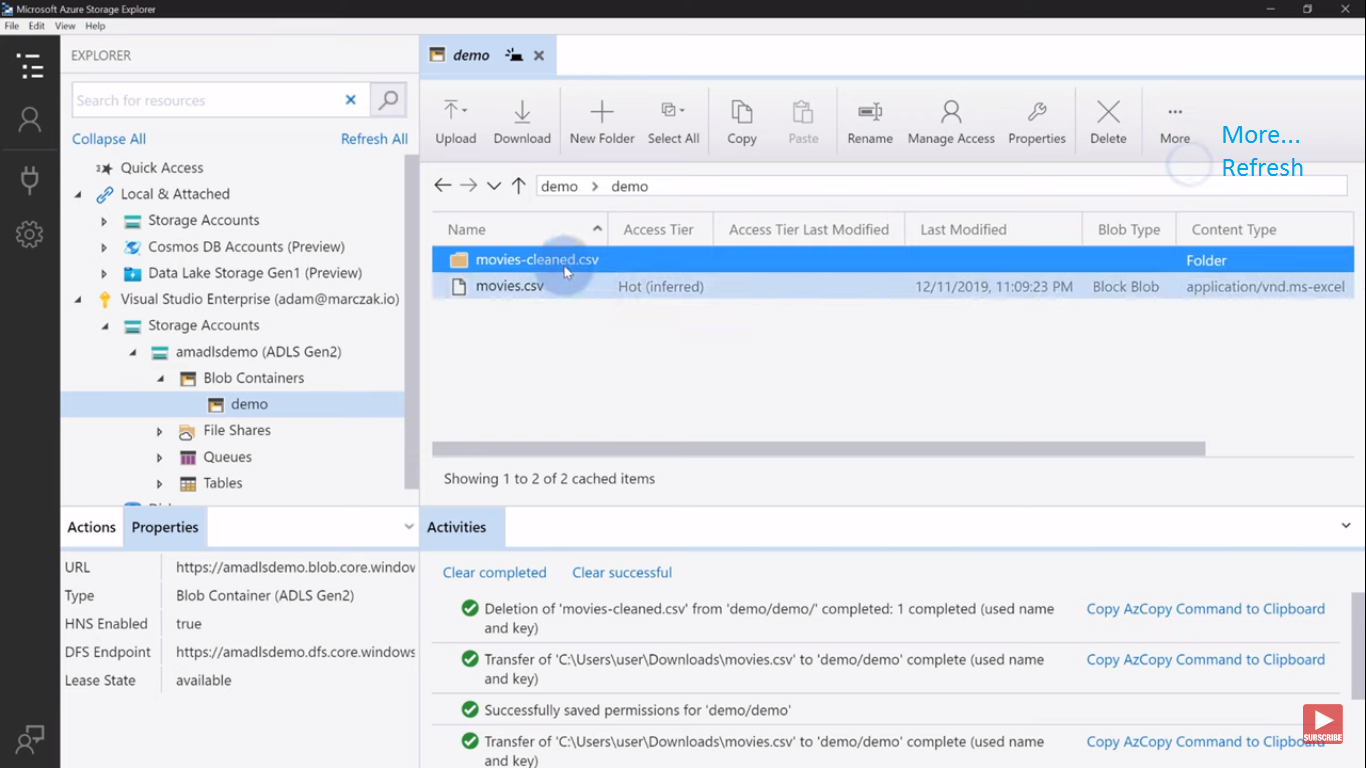 Microsoft Azure Storage Explorer
File Edit View Help
EXPLORER
Search for resources
Collapse All Refresh All
Quick Access
Local & Attached
Storage Accounts
Cosmos DB Accounts (Preview)
Data Lake Storage Gen1 (Preview)
Visual Studio Enterprise (adam@marczak.io)
Storage Accounts
amadlsdemo (ADLS Gen2)
Blob Containers
demo
File Shares
Queues
Tables
Actions Properties
URL https://amadlsdemo.blob.core.window
Type Blob Container (ADLS Gen2)
HNS Enabled true
DFS Endpoint https://amadlsdemo.dfs.core.windows
Lease State available
demo
Upload Download New Folder Select All Copy Paste Rename Manage Access Properties Delete More
More...
Refresh
demo demo
Name Access Tier Access Tier Last Modified Last Modified Blob Type Content Type
movies-cleaned.csv Folder
movies.csv Hot (inferred) 12/11/2019, 11:09:23 PM Block Blob application/vnd.ms-excel
Showing 1 to 2 of 2 cached items
Activities
Clear completed Clear successful
Deletion of 'movies-cleaned.csv' from 'demo/demo/' completed: 1 completed (used name Copy AzCopy Command to Clipboard
and key)
Transfer of 'C:\Users\user\Downloads\movies.csv' to 'demo/demo' complete (used name Copy AzCopy Command to Clipboard
and key)
Successfully saved permissions for 'demo/demo'
Transfer of 'C:\Users\user\Downloads\movies.csv' to 'demo/demo' complete (used name Copy AzCopy Command to Clipboard
and key)
SUBSCRIBE